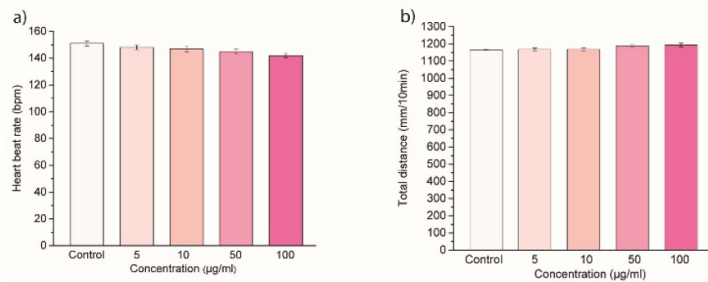 a)
160
140
120
100
80
60
40
20
0
Heart beat rate (bpm)
Control 5 10 50 100
Concentration (µg/ml)
b)
1300
1200
1100
1000
900
800
700
600
500
400
300
200
100
0
Total distance (mm/10min)
Control 5 10 50 100
Concentration (µg/ml)